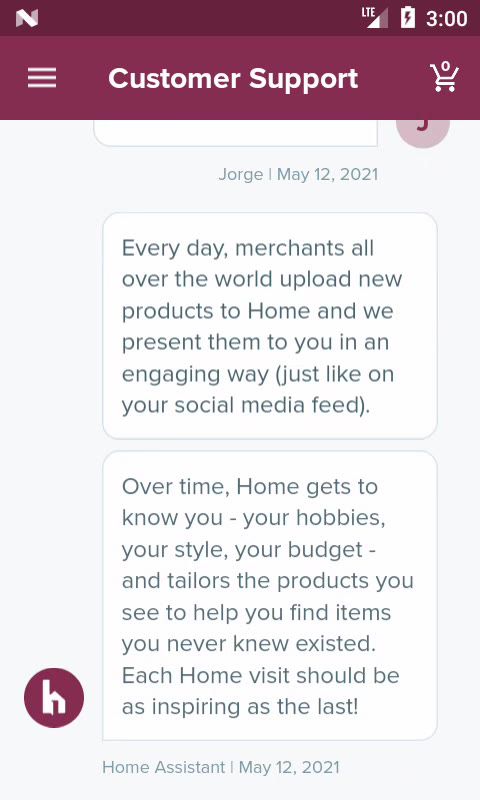 LTE 3:00
Customer Support
0
Jorge | May 12, 2021
Every day, merchants all
over the world upload new
products to Home and we
present them to you in an
engaging way (just like on
your social media feed).
Over time, Home gets to
know you - your hobbies,
your style, your budget -
and tailors the products you
see to help you find items
you never knew existed.
Each Home visit should be
as inspiring as the last!
h
Home Assistant | May 12, 2021